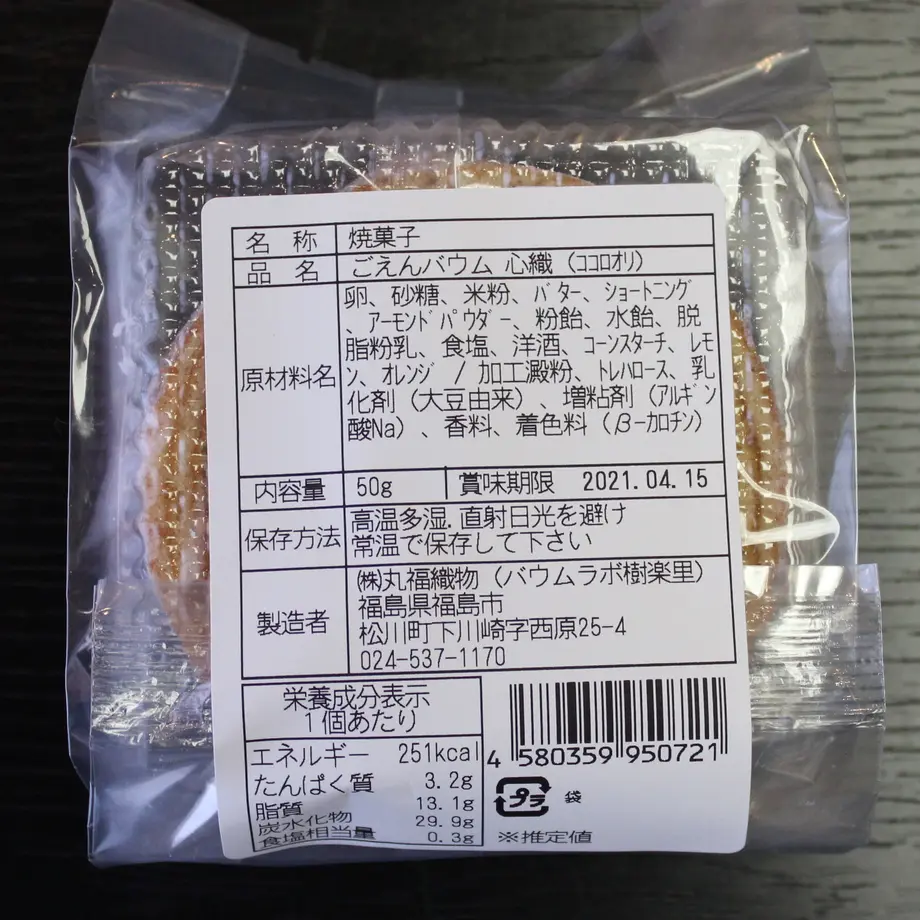 名 称 焼菓子
品 名 ごえんバウム 心織（ココロオリ）
原材料名
卵、砂糖、米粉、バター、ショートニング
、アーモンドパウダー、粉飴、水飴、脱
脂粉乳、食塩、洋酒、コーンスターチ、レモ
ン、オレンジ / 加工澱粉、トレハロース、乳
化剤（大豆由来）、増粘剤（アルギン
酸Na）、香料、着色料（β-カロチン）
内容量 50g 賞味期限 2021.04.15
保存方法
高温多湿.直射日光を避け
常温で保存して下さい
製造者
㈱丸福織物（バウムラボ樹楽里）
福島県福島市
松川町下川崎字西原25-4
024-537-1170
栄養成分表示
1個あたり
エネルギー 251kcal
たんぱく質 3.2g
脂質 13.1g
炭水化物 29.9g
食塩相当量 0.3g
4 580359 950721
プラ 袋
※推定値